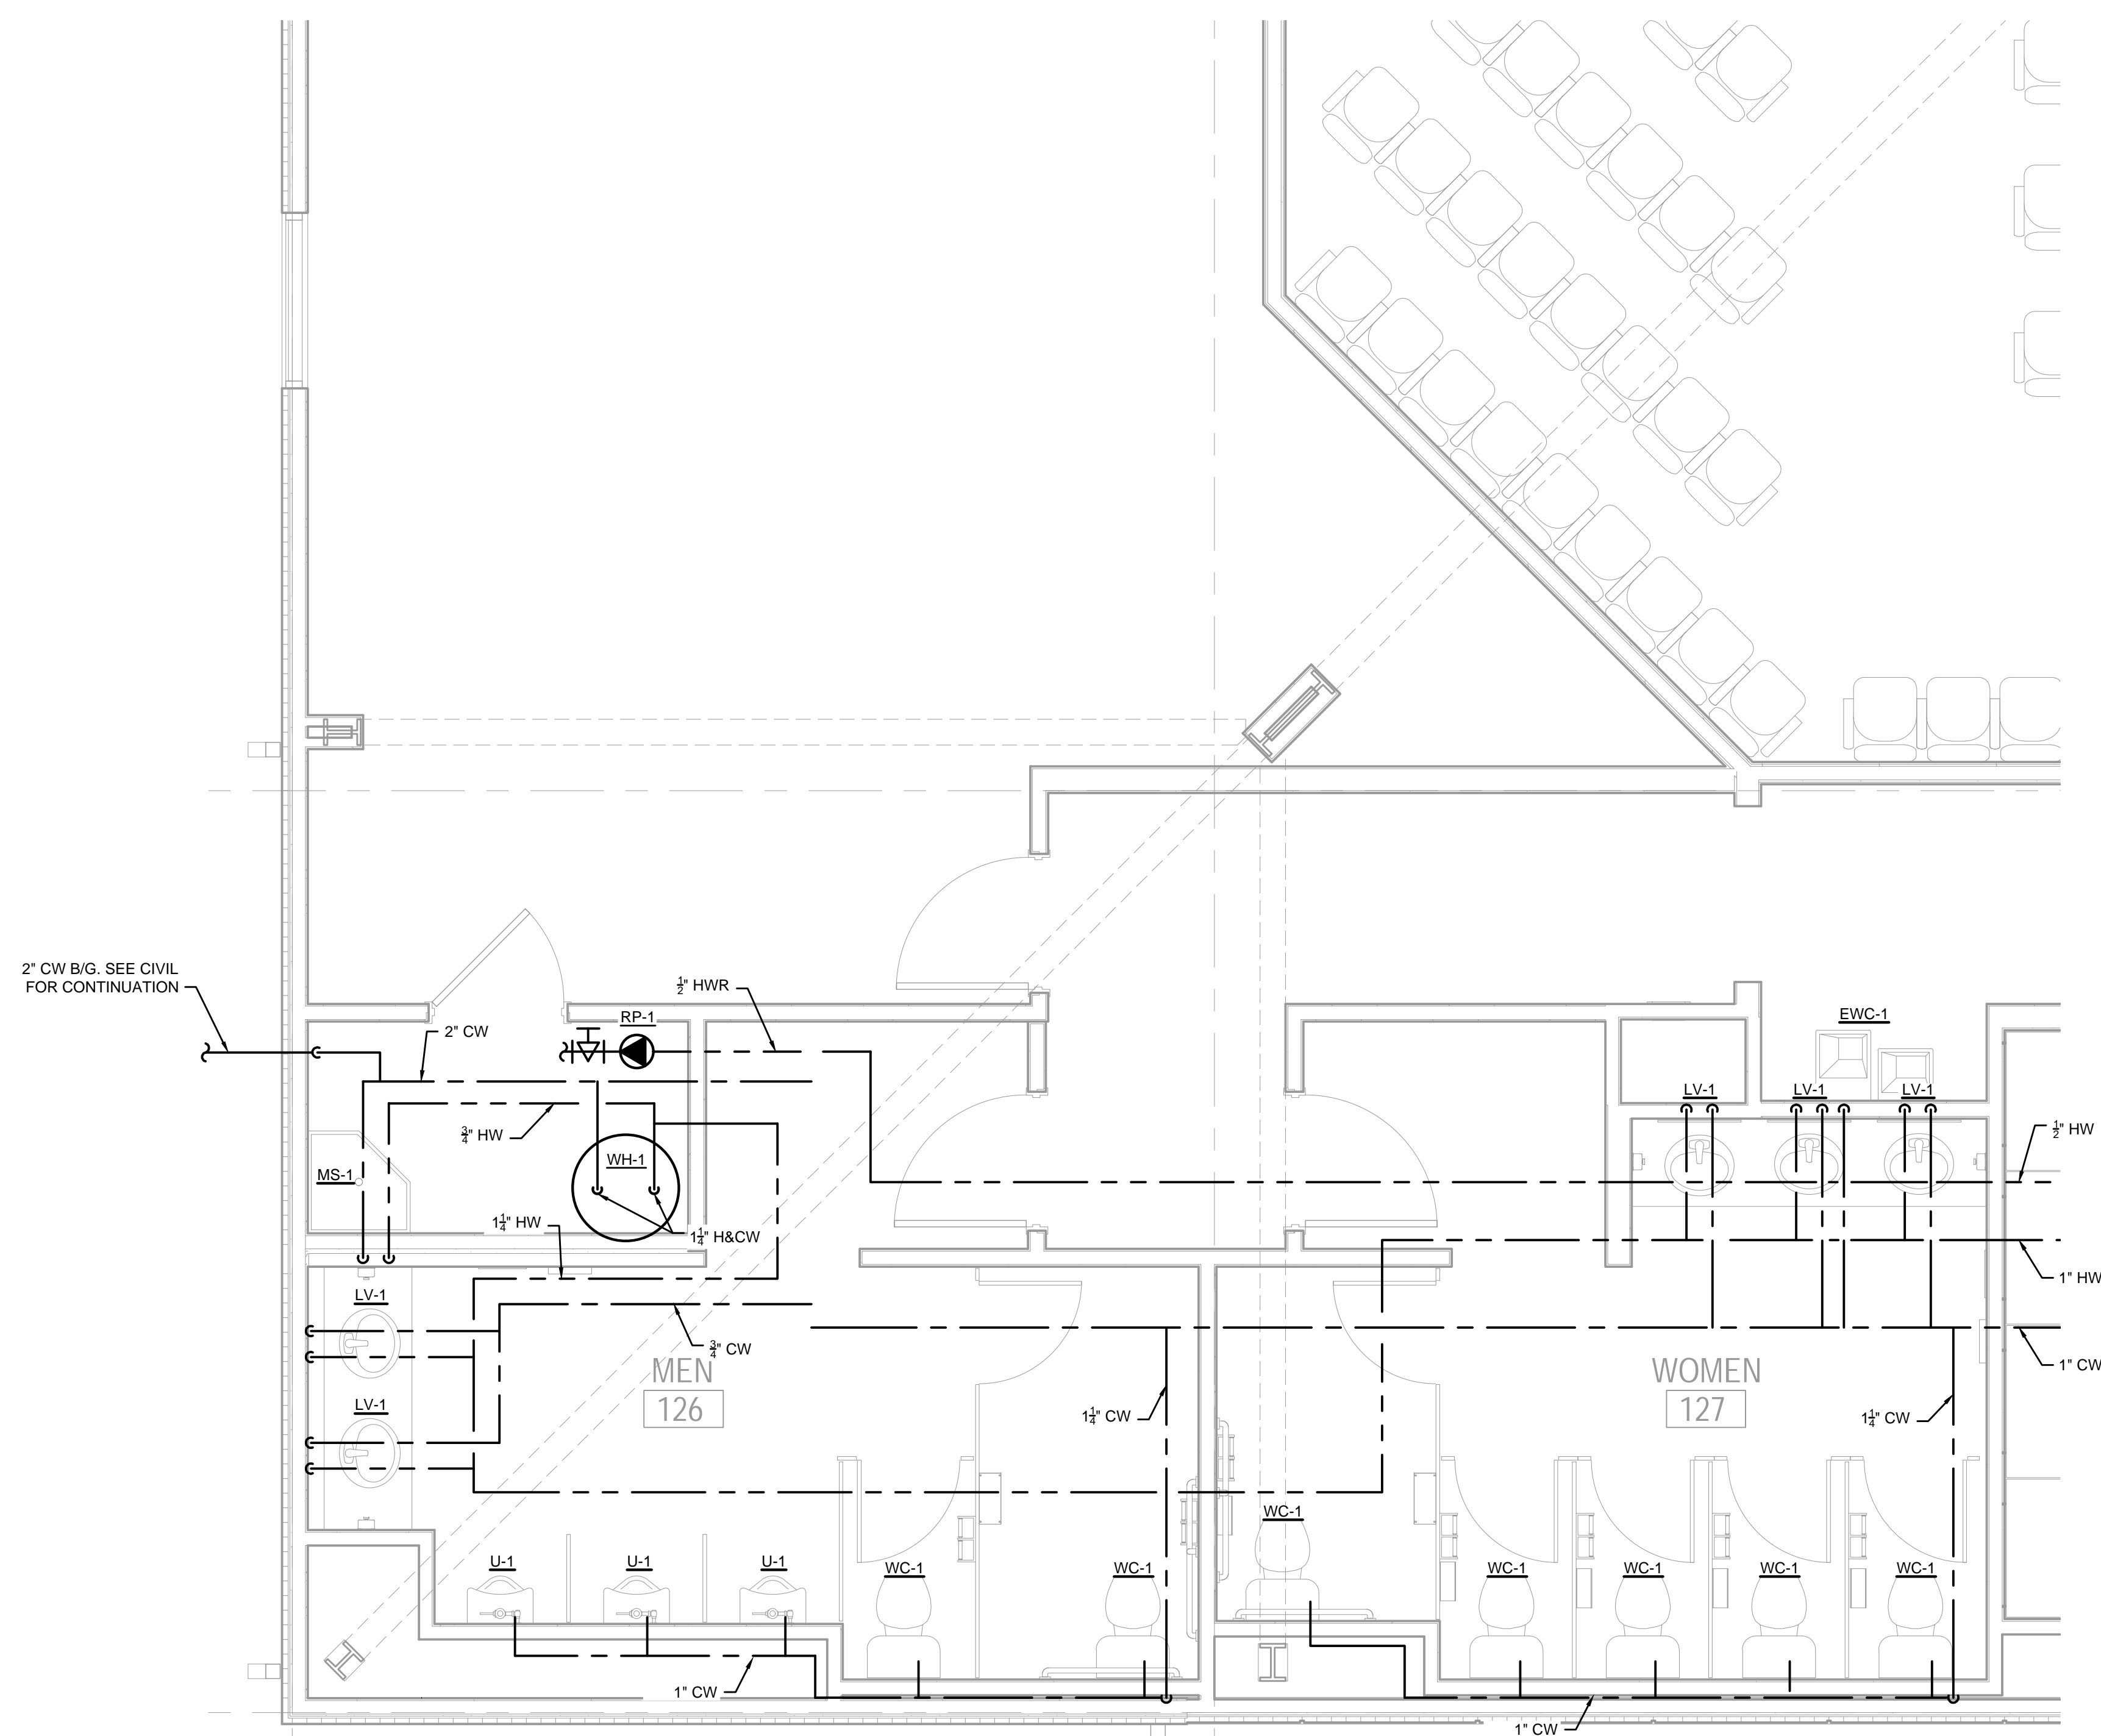 2" CW B/G. SEE CIVIL
FOR CONTINUATION
2" CW
½" HWR
RP-1
EWC-1
LV-1
LV-1
LV-1
½" HW
¾" HW
WH-1
MS-1
1¼" HW
1¼" H&CW
1" HW
LV-1
¾" CW
MEN
126
WOMEN
127
1" CW
LV-1
1¼" CW
1¼" CW
WC-1
U-1
U-1
U-1
WC-1
WC-1
WC-1
WC-1
WC-1
WC-1
1" CW
1" CW